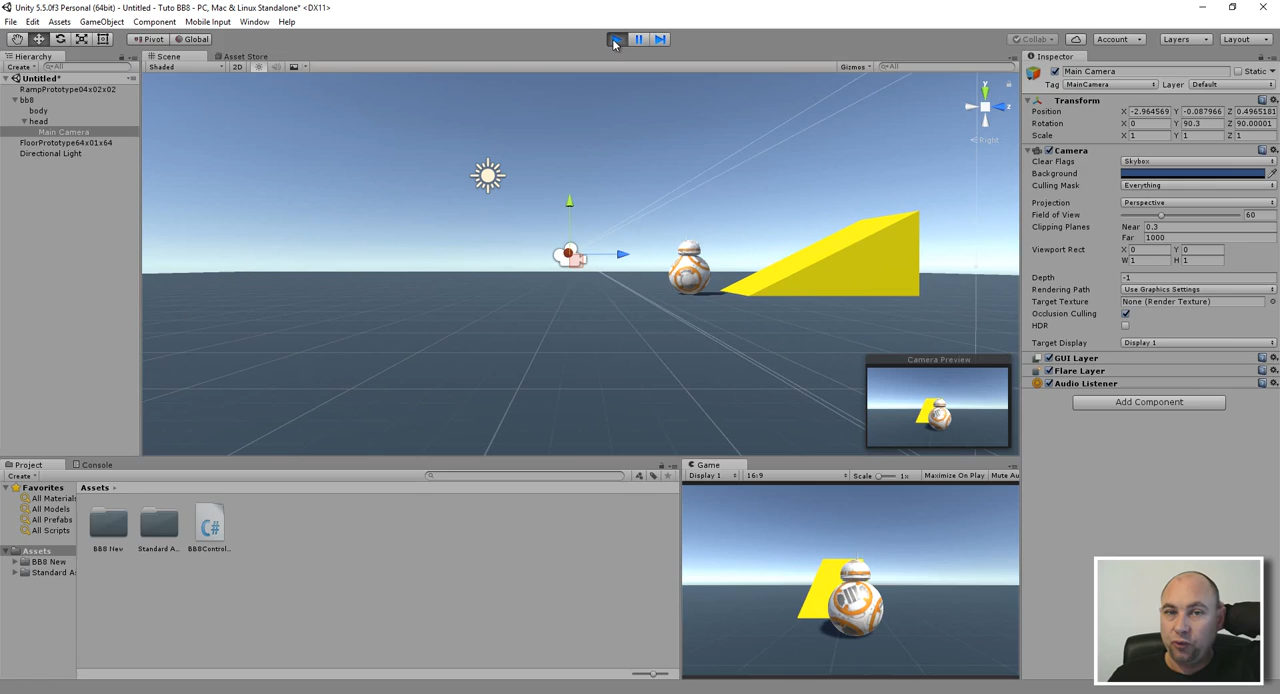 Unity 5.5.0f3 Personal (64bit) - Untitled - Tuto BB8 - PC, Mac & Linux Standalone* <DX11>
File Edit Assets GameObject Component Mobile Input Window Help
Pivot Global Collab Account Layers Layout
Hierarchy
Create All
Untitled*
RampPrototype04x02x02
bb8
body
head
Main Camera
FloorPrototype64x01x64
Directional Light
Scene Asset Store
Shaded 2D Gizmos All
y
z
Right
Camera Preview
Inspector
Main Camera Static
Tag MainCamera Layer Default
Transform
Position X -2.964569 Y -0.087966 Z 0.4965181
Rotation X 0 Y 90.3 Z 90.00001
Scale X 1 Y 1 Z 1
Camera
Clear Flags Skybox
Background
Culling Mask Everything
Projection Perspective
Field of View 60
Clipping Planes Near 0.3
Far 1000
Viewport Rect X 0 Y 0
W 1 H 1
Depth -1
Rendering Path Use Graphics Settings
Target Texture None (Render Texture)
Occlusion Culling
HDR
Target Display Display 1
GUI Layer
Flare Layer
Audio Listener
Add Component
Project Console
Create
Favorites
All Materials
All Models
All Prefabs
All Scripts
Assets
BB8 New
Standard As
Assets
BB8 New Standard A... BB8Control...
C#
Game
Display 1 16:9 Scale 1x Maximize On Play Mute Au